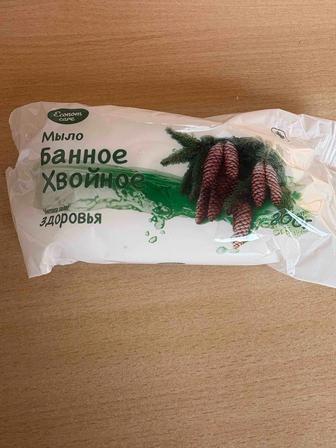 Econom
care
Мыло
Банное
Хвойное
здоровья